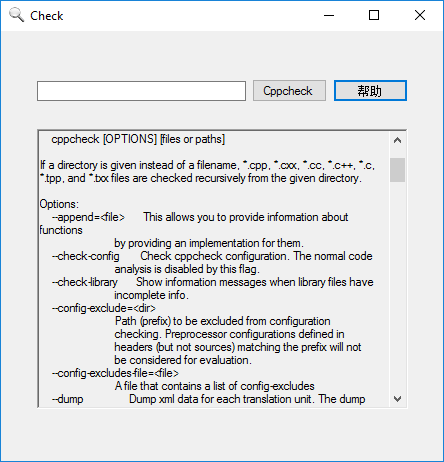 Check
Cppcheck
帮助
cppcheck [OPTIONS] [files or paths]
If a directory is given instead of a filename, *.cpp, *.cxx, *.cc, *.c++, *.c,
*.tpp, and *.txx files are checked recursively from the given directory.
Options:
--append=<file> This allows you to provide information about
functions
by providing an implementation for them.
--check-config Check cppcheck configuration. The normal code
analysis is disabled by this flag.
--check-library Show information messages when library files have
incomplete info.
--config-exclude=<dir>
Path (prefix) to be excluded from configuration
checking. Preprocessor configurations defined in
headers (but not sources) matching the prefix will not
be considered for evaluation.
--config-excludes-file=<file>
A file that contains a list of config-excludes
--dump Dump xml data for each translation unit. The dump